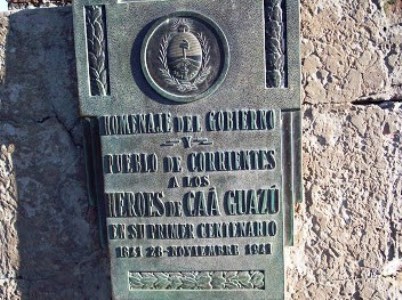 HOMENAJE DEL GOBIERNO
Y
PUEBLO DE CORRIENTES
A LOS
HEROES DE CAÁ GUAZÚ
EN SU PRIMER CENTENARIO
1841 28-NOVIEMBRE 1941